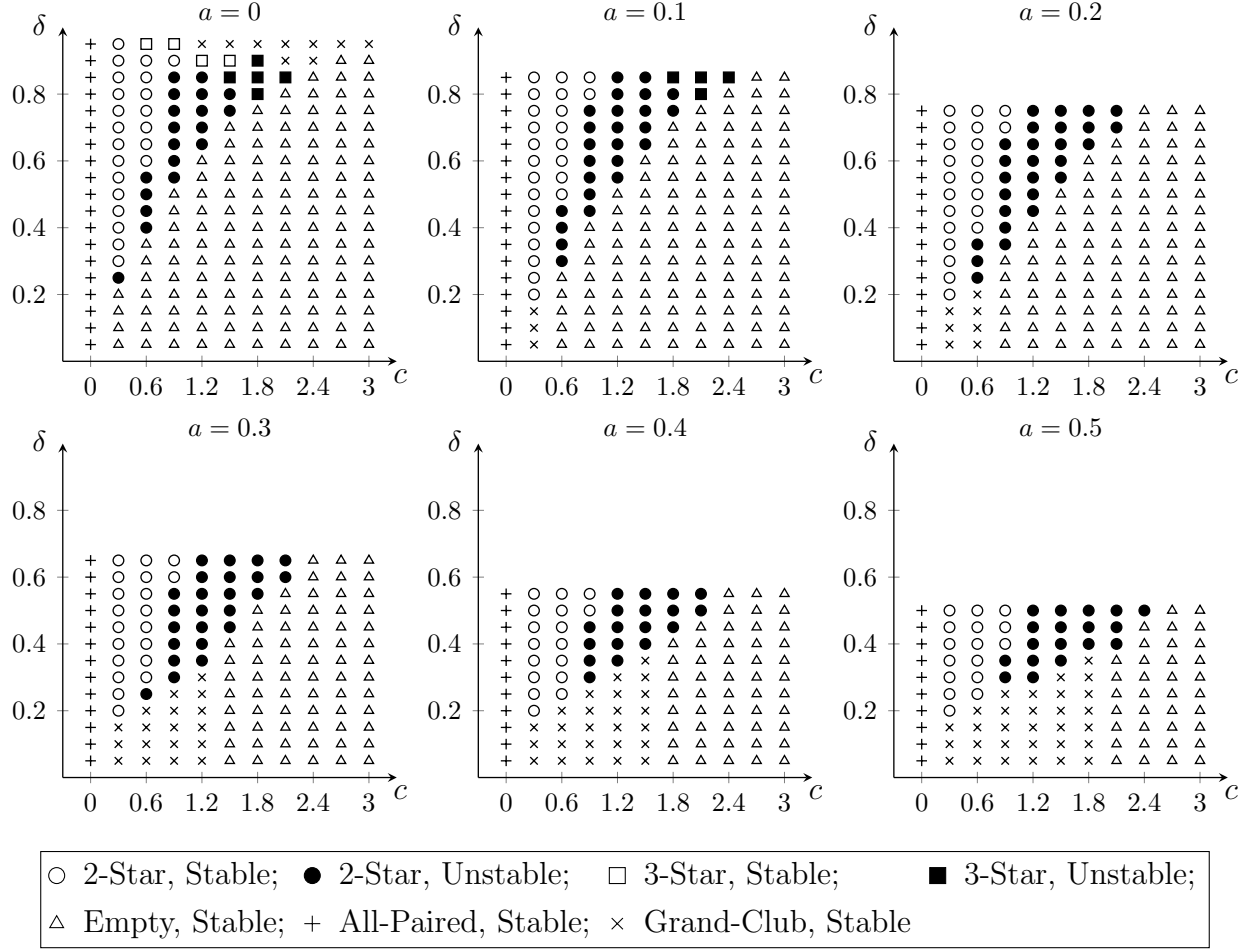 a = 0
a = 0.1
a = 0.2
δ
δ
δ
0.8
0.6
0.4
0.2
0.8
0.6
0.4
0.2
0.8
0.6
0.4
0.2
0 0.6 1.2 1.8 2.4 3 c
0 0.6 1.2 1.8 2.4 3 c
0 0.6 1.2 1.8 2.4 3 c
a = 0.3
a = 0.4
a = 0.5
δ
δ
δ
0.8
0.6
0.4
0.2
0.8
0.6
0.4
0.2
0.8
0.6
0.4
0.2
0 0.6 1.2 1.8 2.4 3 c
0 0.6 1.2 1.8 2.4 3 c
0 0.6 1.2 1.8 2.4 3 c
2-Star, Stable; 2-Star, Unstable; 3-Star, Stable; 3-Star, Unstable;
Empty, Stable; All-Paired, Stable; Grand-Club, Stable